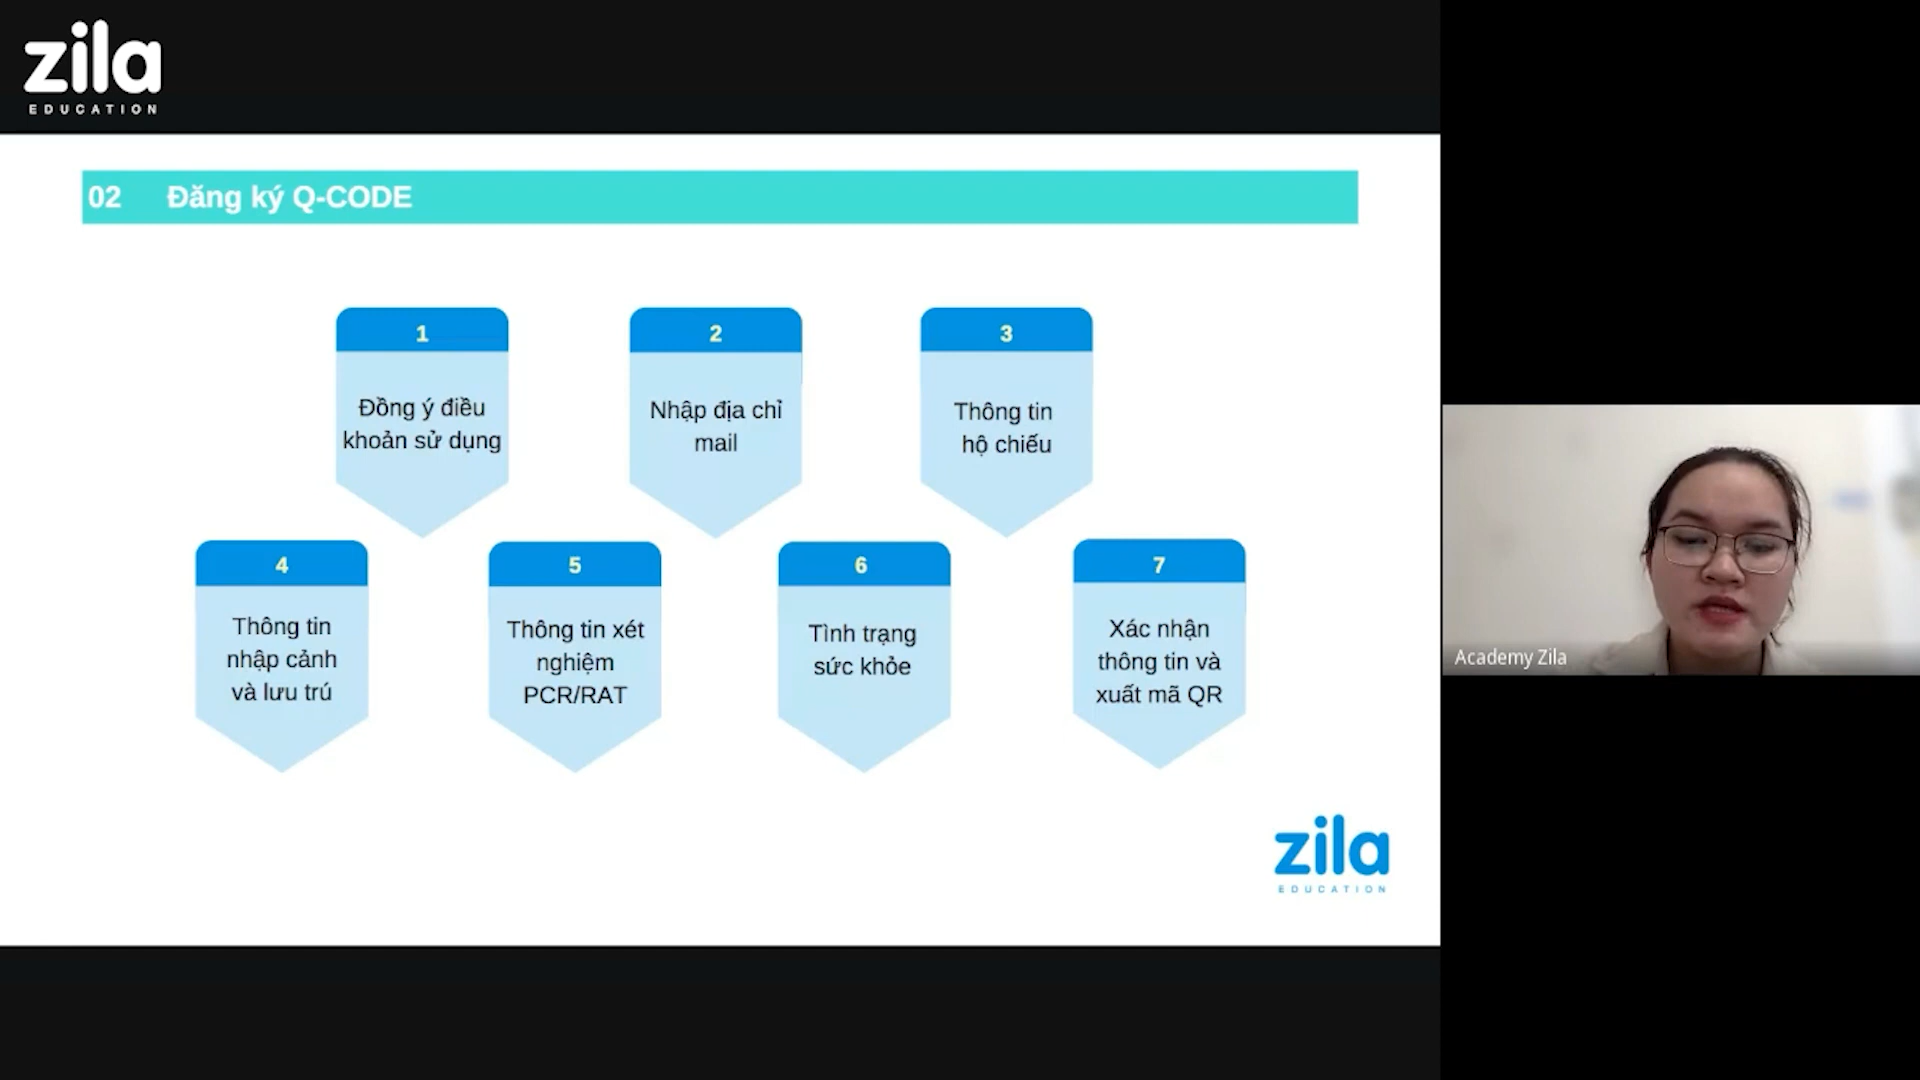 zila
EDUCATION
02 Đăng ký Q-CODE
1
Đồng ý điều
khoản sử dụng
2
Nhập địa chỉ
mail
3
Thông tin
hộ chiếu
4
Thông tin
nhập cảnh
và lưu trú
5
Thông tin xét
nghiệm
PCR/RAT
6
Tình trạng
sức khỏe
7
Xác nhận
thông tin và
xuất mã QR
Academy Zila
zila
EDUCATION